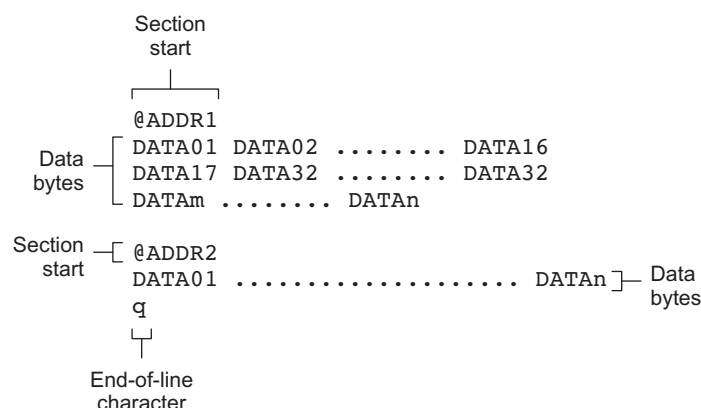 Section
start
@ADDR1
Data
bytes
DATA01 DATA02 ........ DATA16
DATA17 DATA32 ........ DATA32
DATAm ........ DATAn
Section
start
@ADDR2
DATA01 .................... DATAn
Data
bytes
q
End-of-line
character